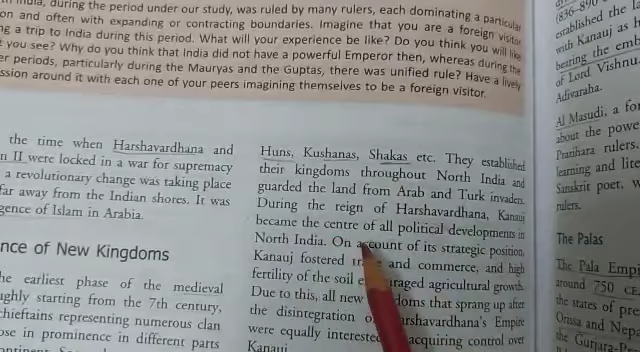 India, during the period under our study, was ruled by many rulers, each dominating a particular
on and often with expanding or contracting boundaries. Imagine that you are a foreign visitor
ng a trip to India during this period. What will your experience be like? Do you think you will like
you see? Why do you think that India did not have a powerful Emperor then, whereas during the
er periods, particularly during the Mauryas and the Guptas, there was unified rule? Have a lively
ssion around it with each one of your peers imagining themselves to be a foreign visitor.
the time when Harshavardhana and
n II were locked in a war for supremacy
a revolutionary change was taking place
far away from the Indian shores. It was
gence of Islam in Arabia.
nce of New Kingdoms
he earliest phase of the medieval
ughly starting from the 7th century,
chieftains representing numerous clan
ose in prominence in different parts
Huns, Kushanas, Shakas etc. They established
their kingdoms throughout North India and
guarded the land from Arab and Turk invaders.
During the reign of Harshavardhana, Kanauj
became the centre of all political developments in
North India. On account of its strategic position,
Kanauj fostered and commerce, and high
fertility of the soil raged agricultural growth.
Due to this, all new doms that sprang up after
the disintegration arshavardhana's Empire
were equally interested acquiring control over
Kanauj
(836-890
established the
with Kanauj as
bearing the emb
of Lord Vishnu.
Adivaraha.
Al Masudi, a
about the powe
Pratihara rulers.
learning and lite
Sanskrit poet,
rulers.
The Palas
The Pala Empi
around 750 CE.
the states of pre
Orissa and Nepa
the Gurjara-Pr